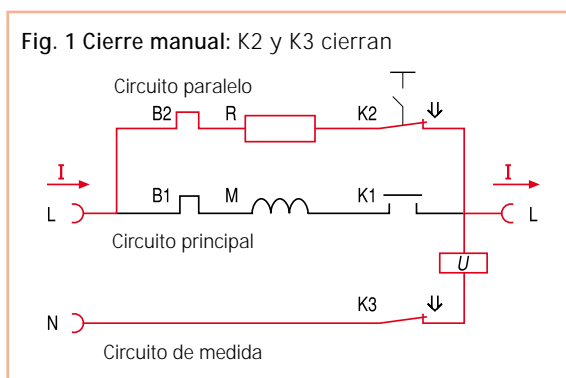 Fig. 1 Cierre manual: K2 y K3 cierran
Circuito paralelo
B2 R K2
I I
L B1 M K1 L
Circuito principal
U
K3
N
Circuito de medida